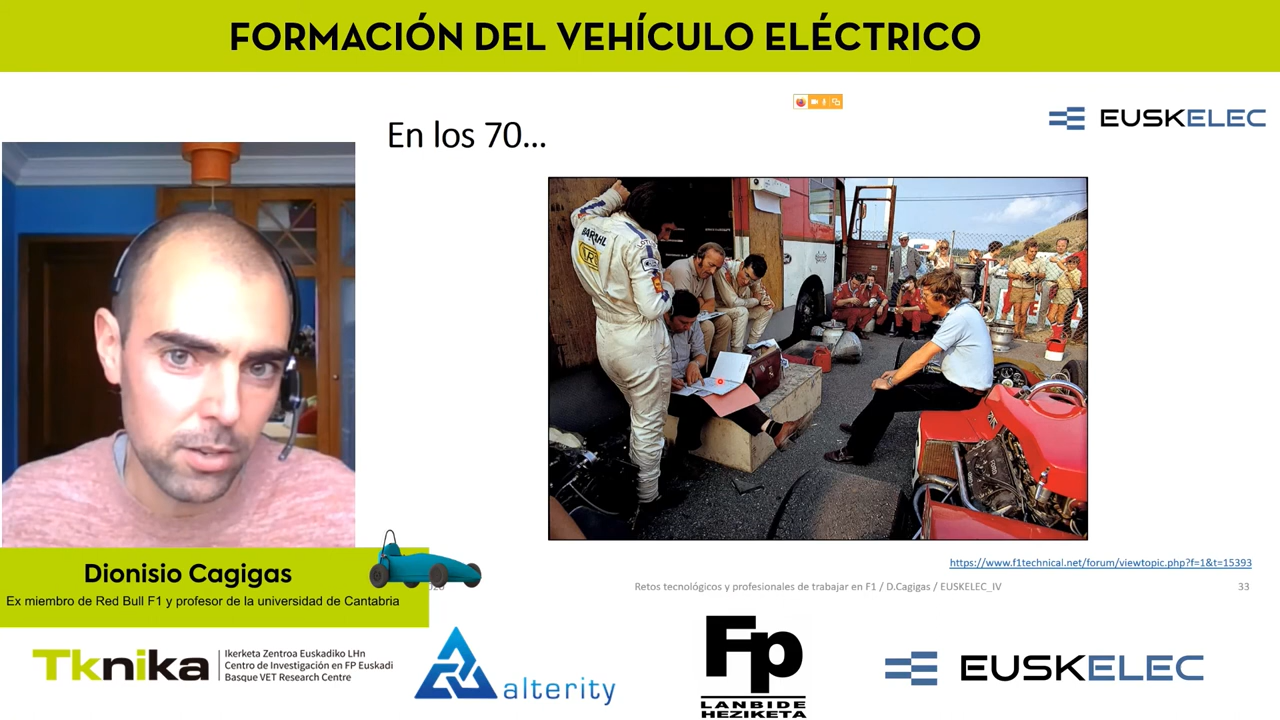 FORMACIÓN DEL VEHÍCULO ELÉCTRICO
EUSKELEC
En los 70...
BARDAHL
https://www.f1technical.net/forum/viewtopic.php?f=1&t=15393
Retos tecnológicos y profesionales de trabajar en F1 / D.Cagigas / EUSKELEC_IV
33
Dionisio Cagigas
Ex miembro de Red Bull F1 y profesor de la universidad de Cantabria
Tknika
Ikerketa Zentroa Euskadiko LHn
Centro de Investigación en FP Euskadi
Basque VET Research Centre
alterity
Fp
LANBIDE
HEZIKETA
EUSKELEC